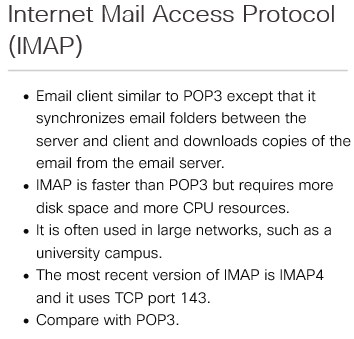 Internet Mail Access Protocol
(IMAP)
• Email client similar to POP3 except that it
synchronizes email folders between the
server and client and downloads copies of the
email from the email server.
• IMAP is faster than POP3 but requires more
disk space and more CPU resources.
• It is often used in large networks, such as a
university campus.
• The most recent version of IMAP is IMAP4
and it uses TCP port 143.
• Compare with POP3.